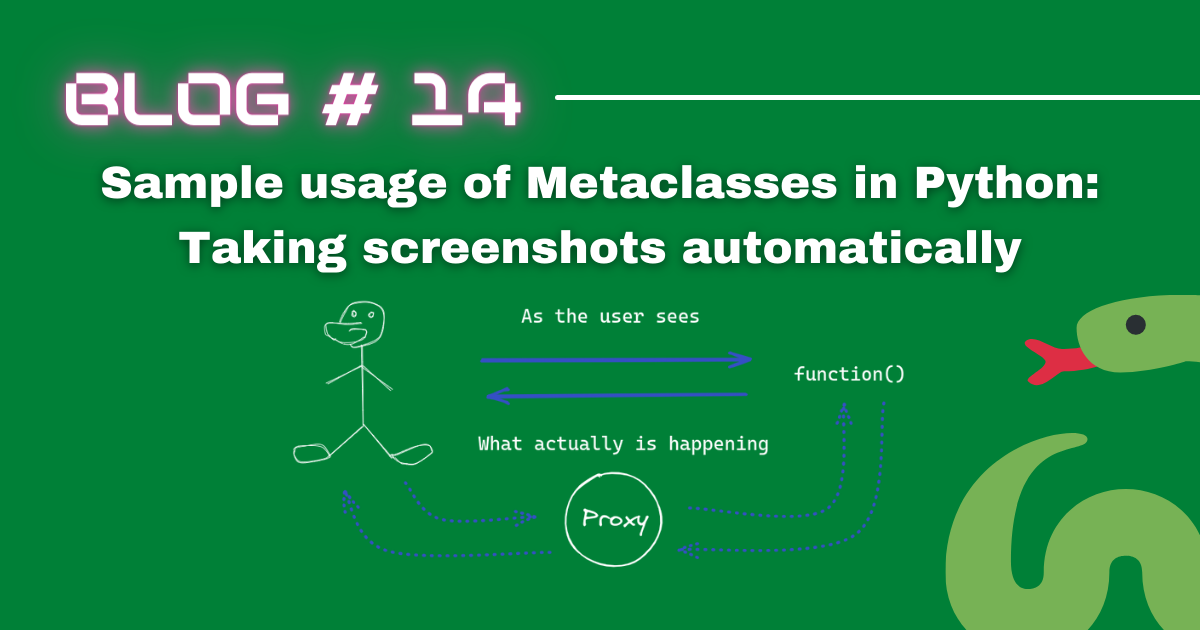 BLOG # 14
Sample usage of Metaclasses in Python:
Taking screenshots automatically
As the user sees
function()
What actually is happening
Proxy